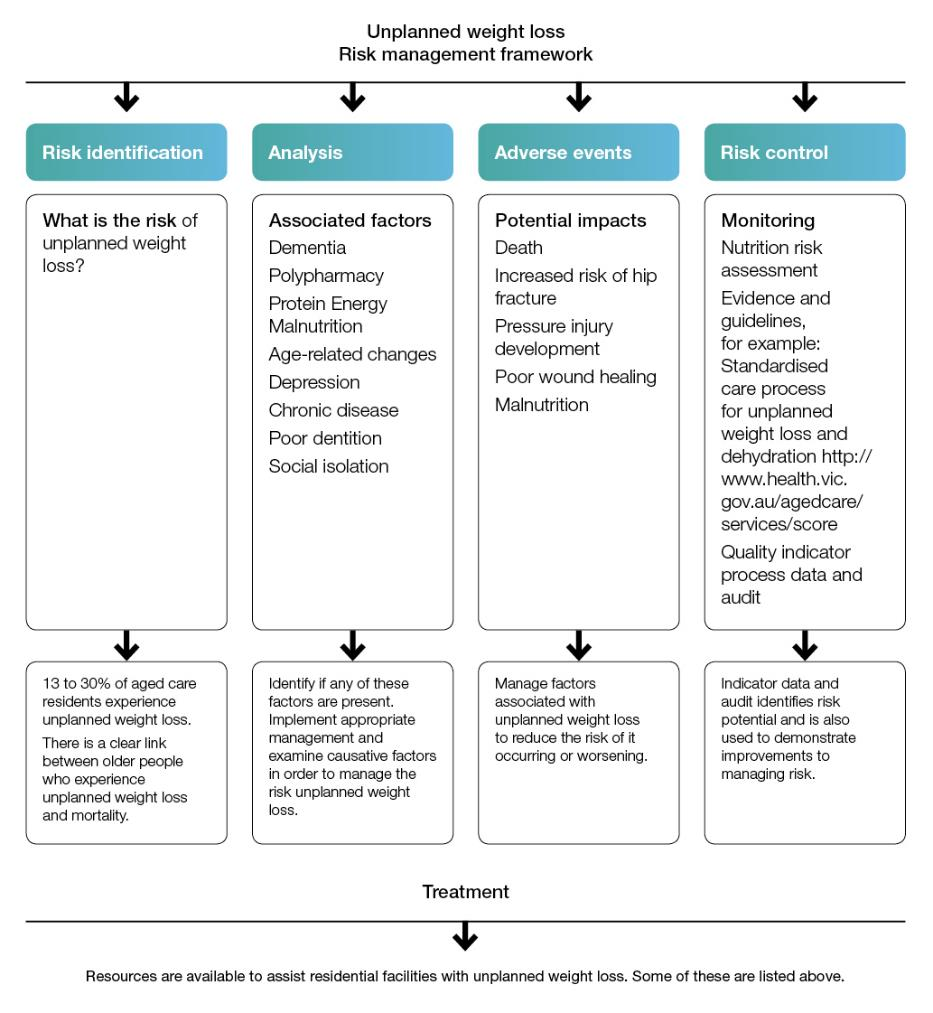 Unplanned weight loss
Risk management framework
Risk identification
What is the risk of
unplanned weight
loss?
13 to 30% of aged care
residents experience
unplanned weight loss.
There is a clear link
between older people
who experience
unplanned weight loss
and mortality.
Analysis
Associated factors
Dementia
Polypharmacy
Protein Energy
Malnutrition
Age-related changes
Depression
Chronic disease
Poor dentition
Social isolation
Identify if any of these
factors are present.
Implement appropriate
management and
examine causative factors
in order to manage the
risk unplanned weight
loss.
Adverse events
Potential impacts
Death
Increased risk of hip
fracture
Pressure injury
development
Poor wound healing
Malnutrition
Manage factors
associated with
unplanned weight loss
to reduce the risk of it
occurring or worsening.
Risk control
Monitoring
Nutrition risk
assessment
Evidence and
guidelines,
for example:
Standardised
care process
for unplanned
weight loss and
dehydration http://
www.health.vic.
gov.au/agedcare/
services/score
Quality indicator
process data and
audit
Indicator data and
audit identifies risk
potential and is also
used to demonstrate
improvements to
managing risk.
Treatment
Resources are available to assist residential facilities with unplanned weight loss. Some of these are listed above.